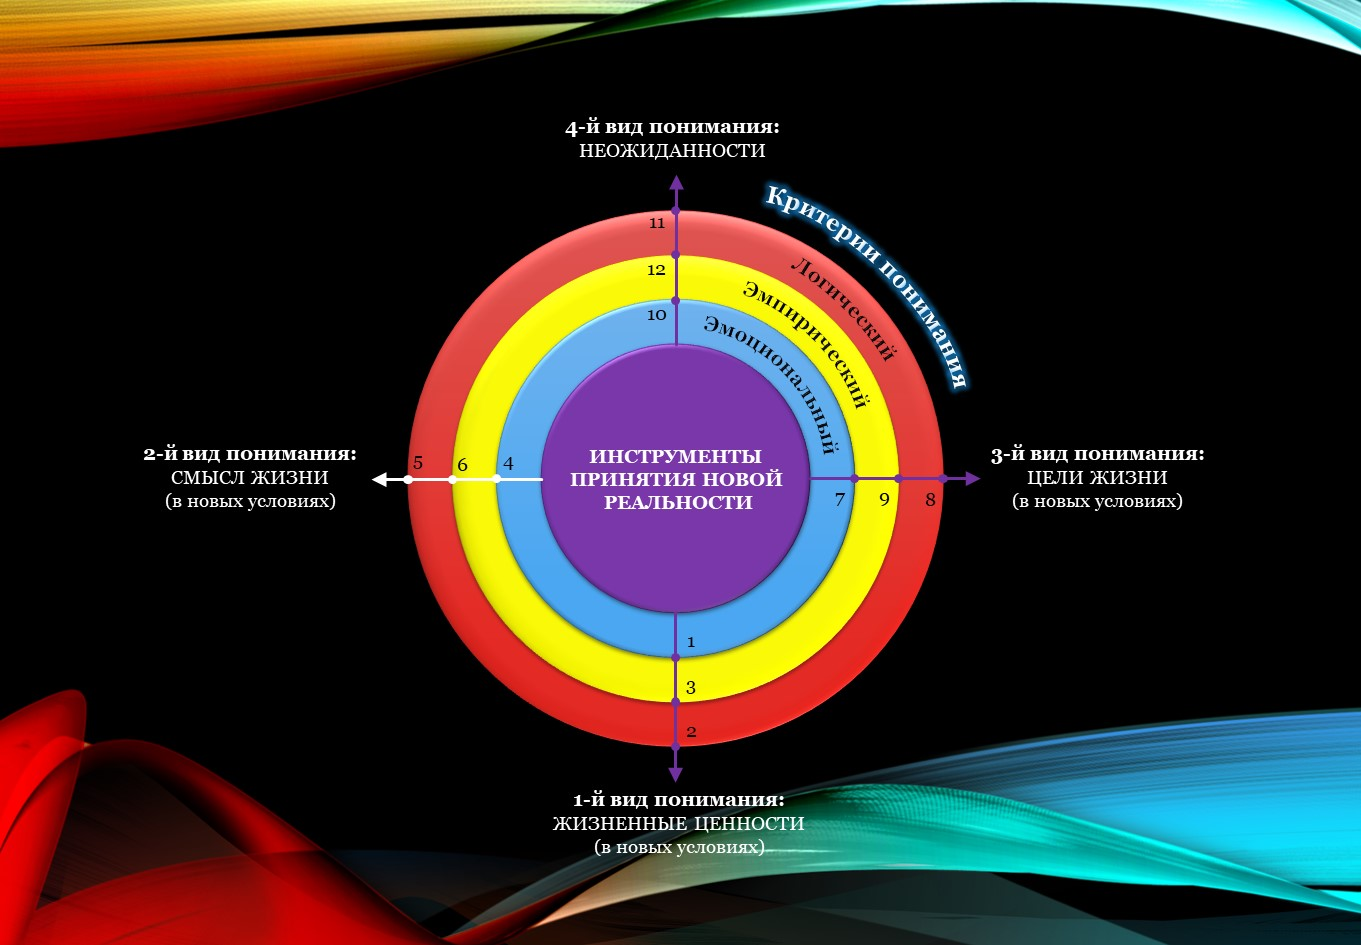 4-й вид понимания:
НЕОЖИДАННОСТИ
Критерии понимания
11
Логический
12
Эмпирический
10
Эмоциональный
2-й вид понимания:
СМЫСЛ ЖИЗНИ
(в новых условиях)
5
6
4
ИНСТРУМЕНТЫ
ПРИНЯТИЯ НОВОЙ
РЕАЛЬНОСТИ
7
9
8
3-й вид понимания:
ЦЕЛИ ЖИЗНИ
(в новых условиях)
1
3
2
1-й вид понимания:
ЖИЗНЕННЫЕ ЦЕННОСТИ
(в новых условиях)